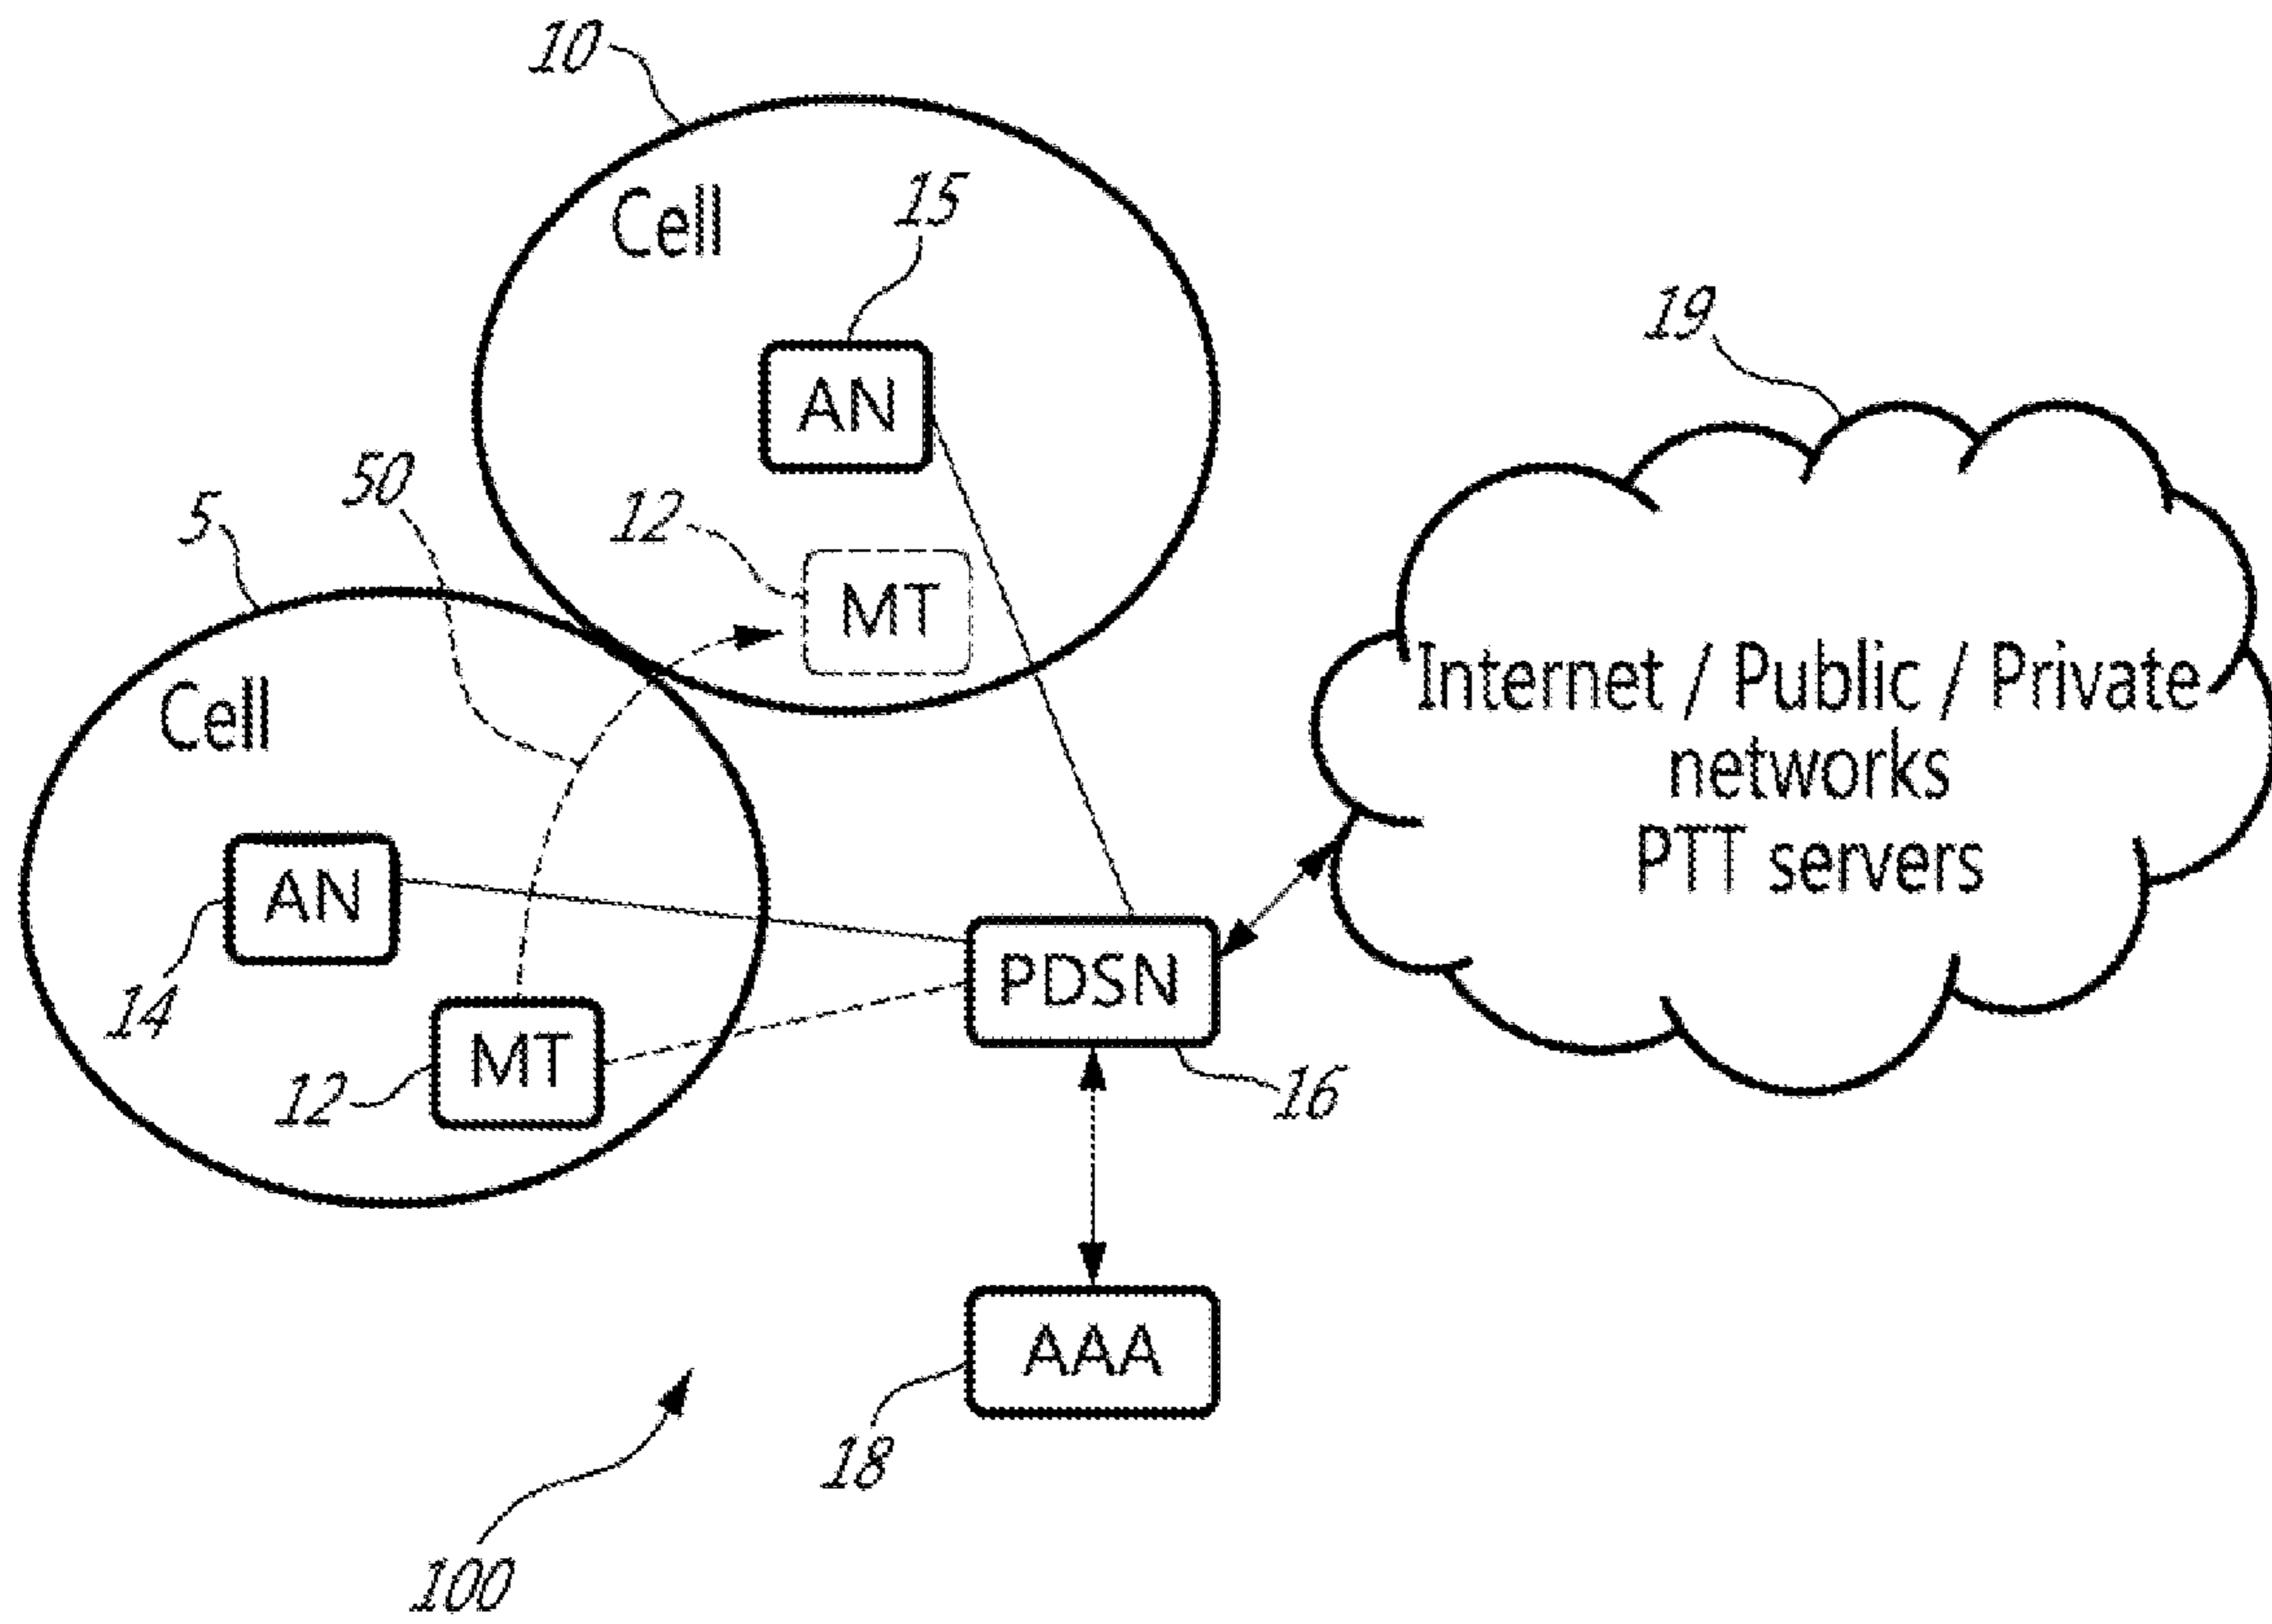 10
Cell
15
AN
12
MT
19
50
5
Cell
AN
14
MT
12
Internet / Public / Private
networks
PTT servers
PDSN
16
AAA
18
100